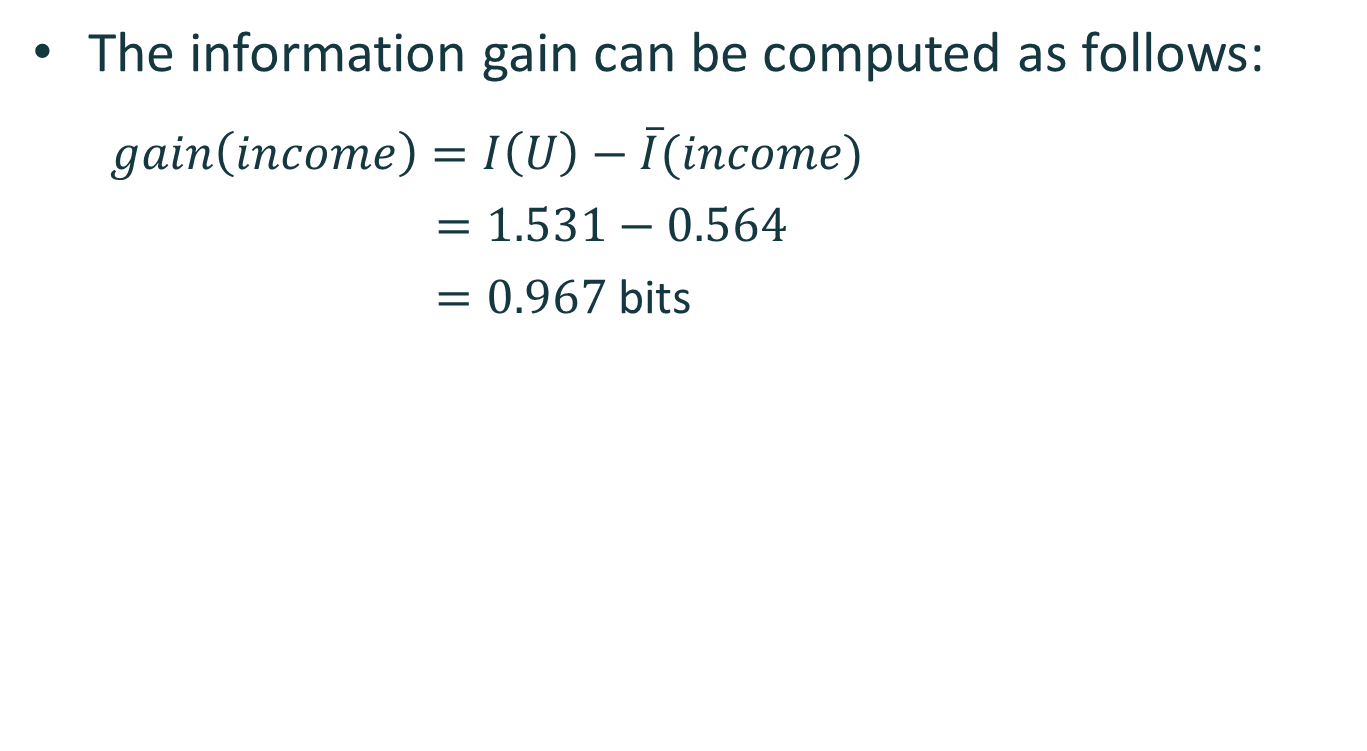 • The information gain can be computed as follows:
gain(income) = I(U) − Ī(income)
= 1.531 − 0.564
= 0.967 bits